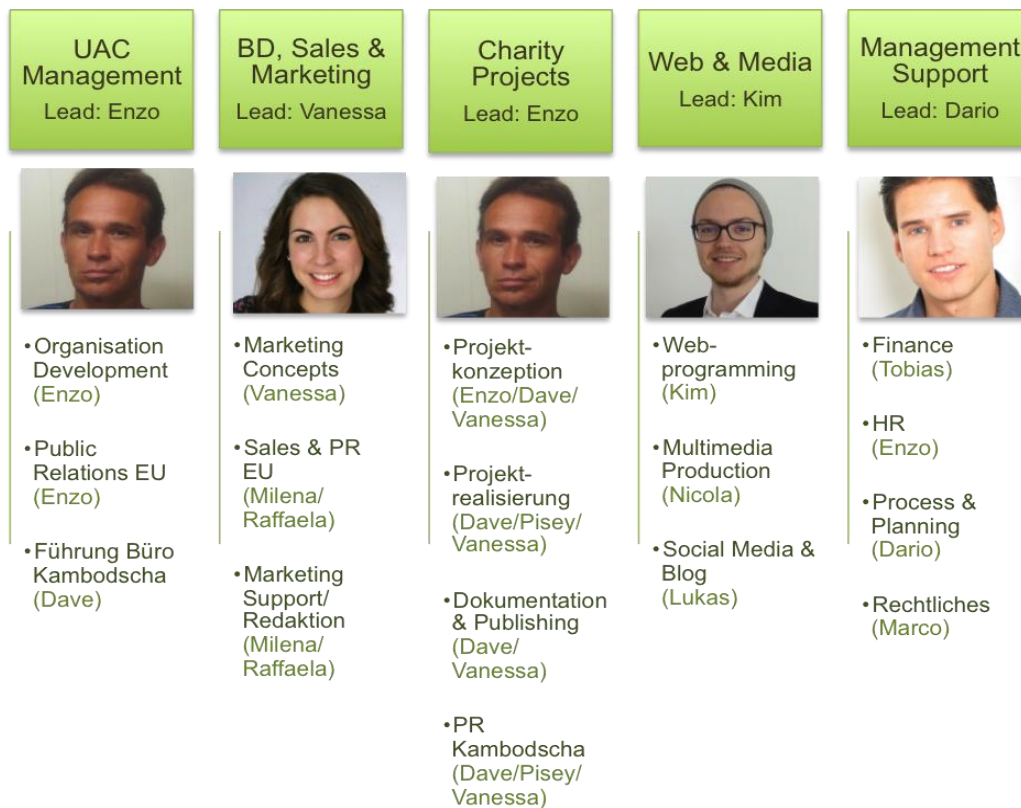 UAC
Management
Lead: Enzo
BD, Sales &
Marketing
Lead: Vanessa
Charity
Projects
Lead: Enzo
Web & Media
Lead: Kim
Management
Support
Lead: Dario
•Organisation
Development
(Enzo)
•Public
Relations EU
(Enzo)
•Führung Büro
Kambodscha
(Dave)
•Marketing
Concepts
(Vanessa)
•Sales & PR
EU
(Milena/
Raffaela)
•Marketing
Support/
Redaktion
(Milena/
Raffaela)
•Projekt-
konzeption
(Enzo/Dave/
Vanessa)
•Projekt-
realisierung
(Dave/Pisey/
Vanessa)
•Dokumentation
& Publishing
(Dave/
Vanessa)
•PR
Kambodscha
(Dave/Pisey/
Vanessa)
•Web-
programming
(Kim)
•Multimedia
Production
(Nicola)
•Social Media &
Blog
(Lukas)
•Finance
(Tobias)
•HR
(Enzo)
•Process &
Planning
(Dario)
•Rechtliches
(Marco)